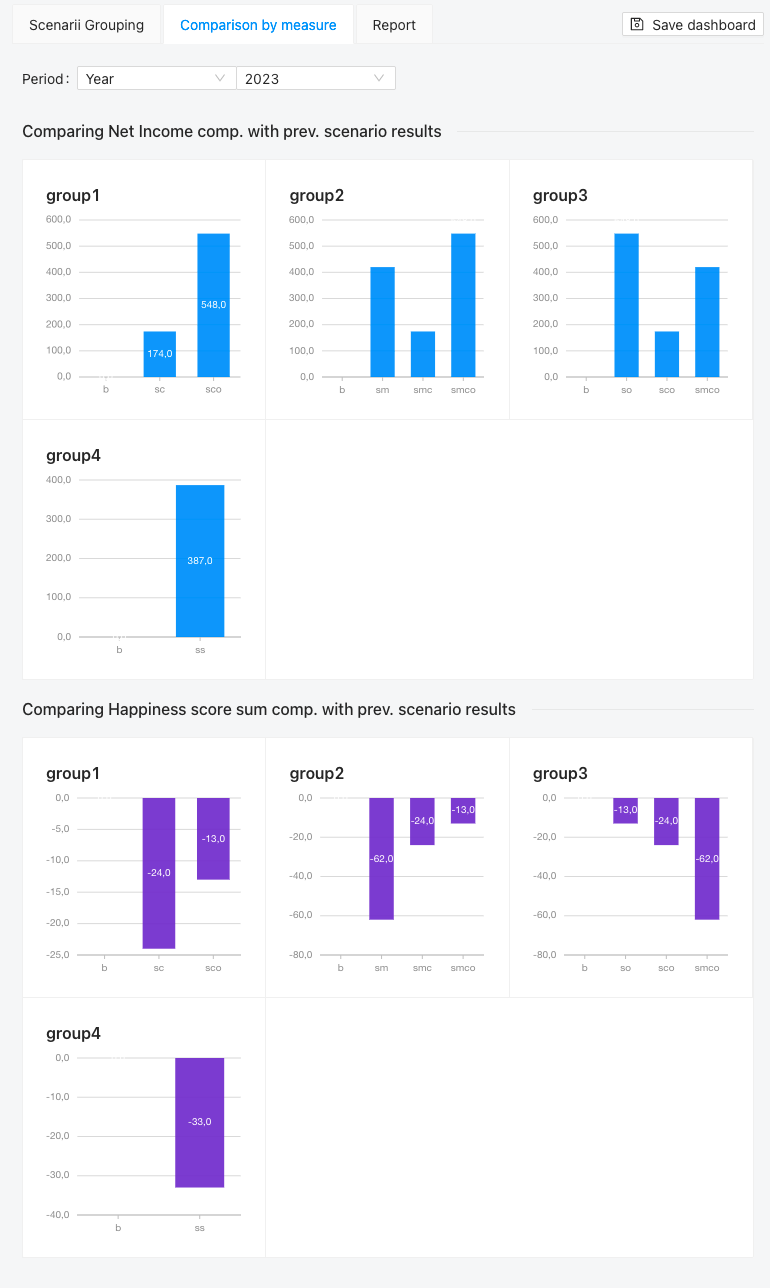 Scenarii Grouping Comparison by measure Report Save dashboard
Period : Year 2023
Comparing Net Income comp. with prev. scenario results
group1
600,0
500,0
400,0
300,0
200,0
100,0
0,0
174,0
548,0
b sc sco
group2
600,0
500,0
400,0
300,0
200,0
100,0
0,0
b sm smc smco
group3
600,0
500,0
400,0
300,0
200,0
100,0
0,0
b so sco smco
group4
400,0
300,0
200,0
100,0
0,0
387,0
b ss
Comparing Happiness score sum comp. with prev. scenario results
group1
0,0
-5,0
-10,0
-15,0
-20,0
-25,0
-24,0
-13,0
b sc sco
group2
0,0
-20,0
-40,0
-60,0
-80,0
-62,0
-24,0
-13,0
b sm smc smco
group3
0,0
-20,0
-40,0
-60,0
-80,0
-13,0
-24,0
-62,0
b so sco smco
group4
0,0
-10,0
-20,0
-30,0
-40,0
-33,0
b ss